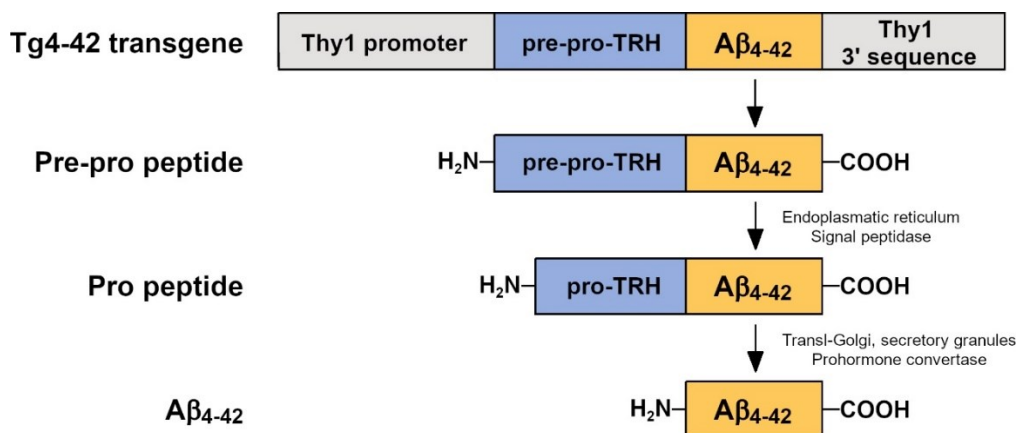 Tg4-42 transgene
Thy1 promoter
pre-pro-TRH
Aβ4-42
Thy1
3' sequence
Pre-pro peptide
H2N
pre-pro-TRH
Aβ4-42
COOH
Endoplasmatic reticulum
Signal peptidase
Pro peptide
H2N
pro-TRH
Aβ4-42
COOH
Transl-Golgi, secretory granules
Prohormone convertase
Aβ4-42
H2N
Aβ4-42
COOH